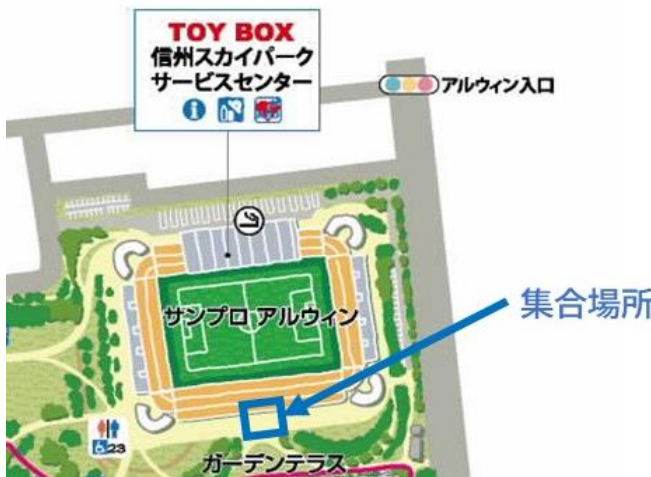 TOY BOX
信州スカイパーク
サービスセンター
アルウィン入口
サンプロ アルウィン
集合場所
23
ガーデンテラス